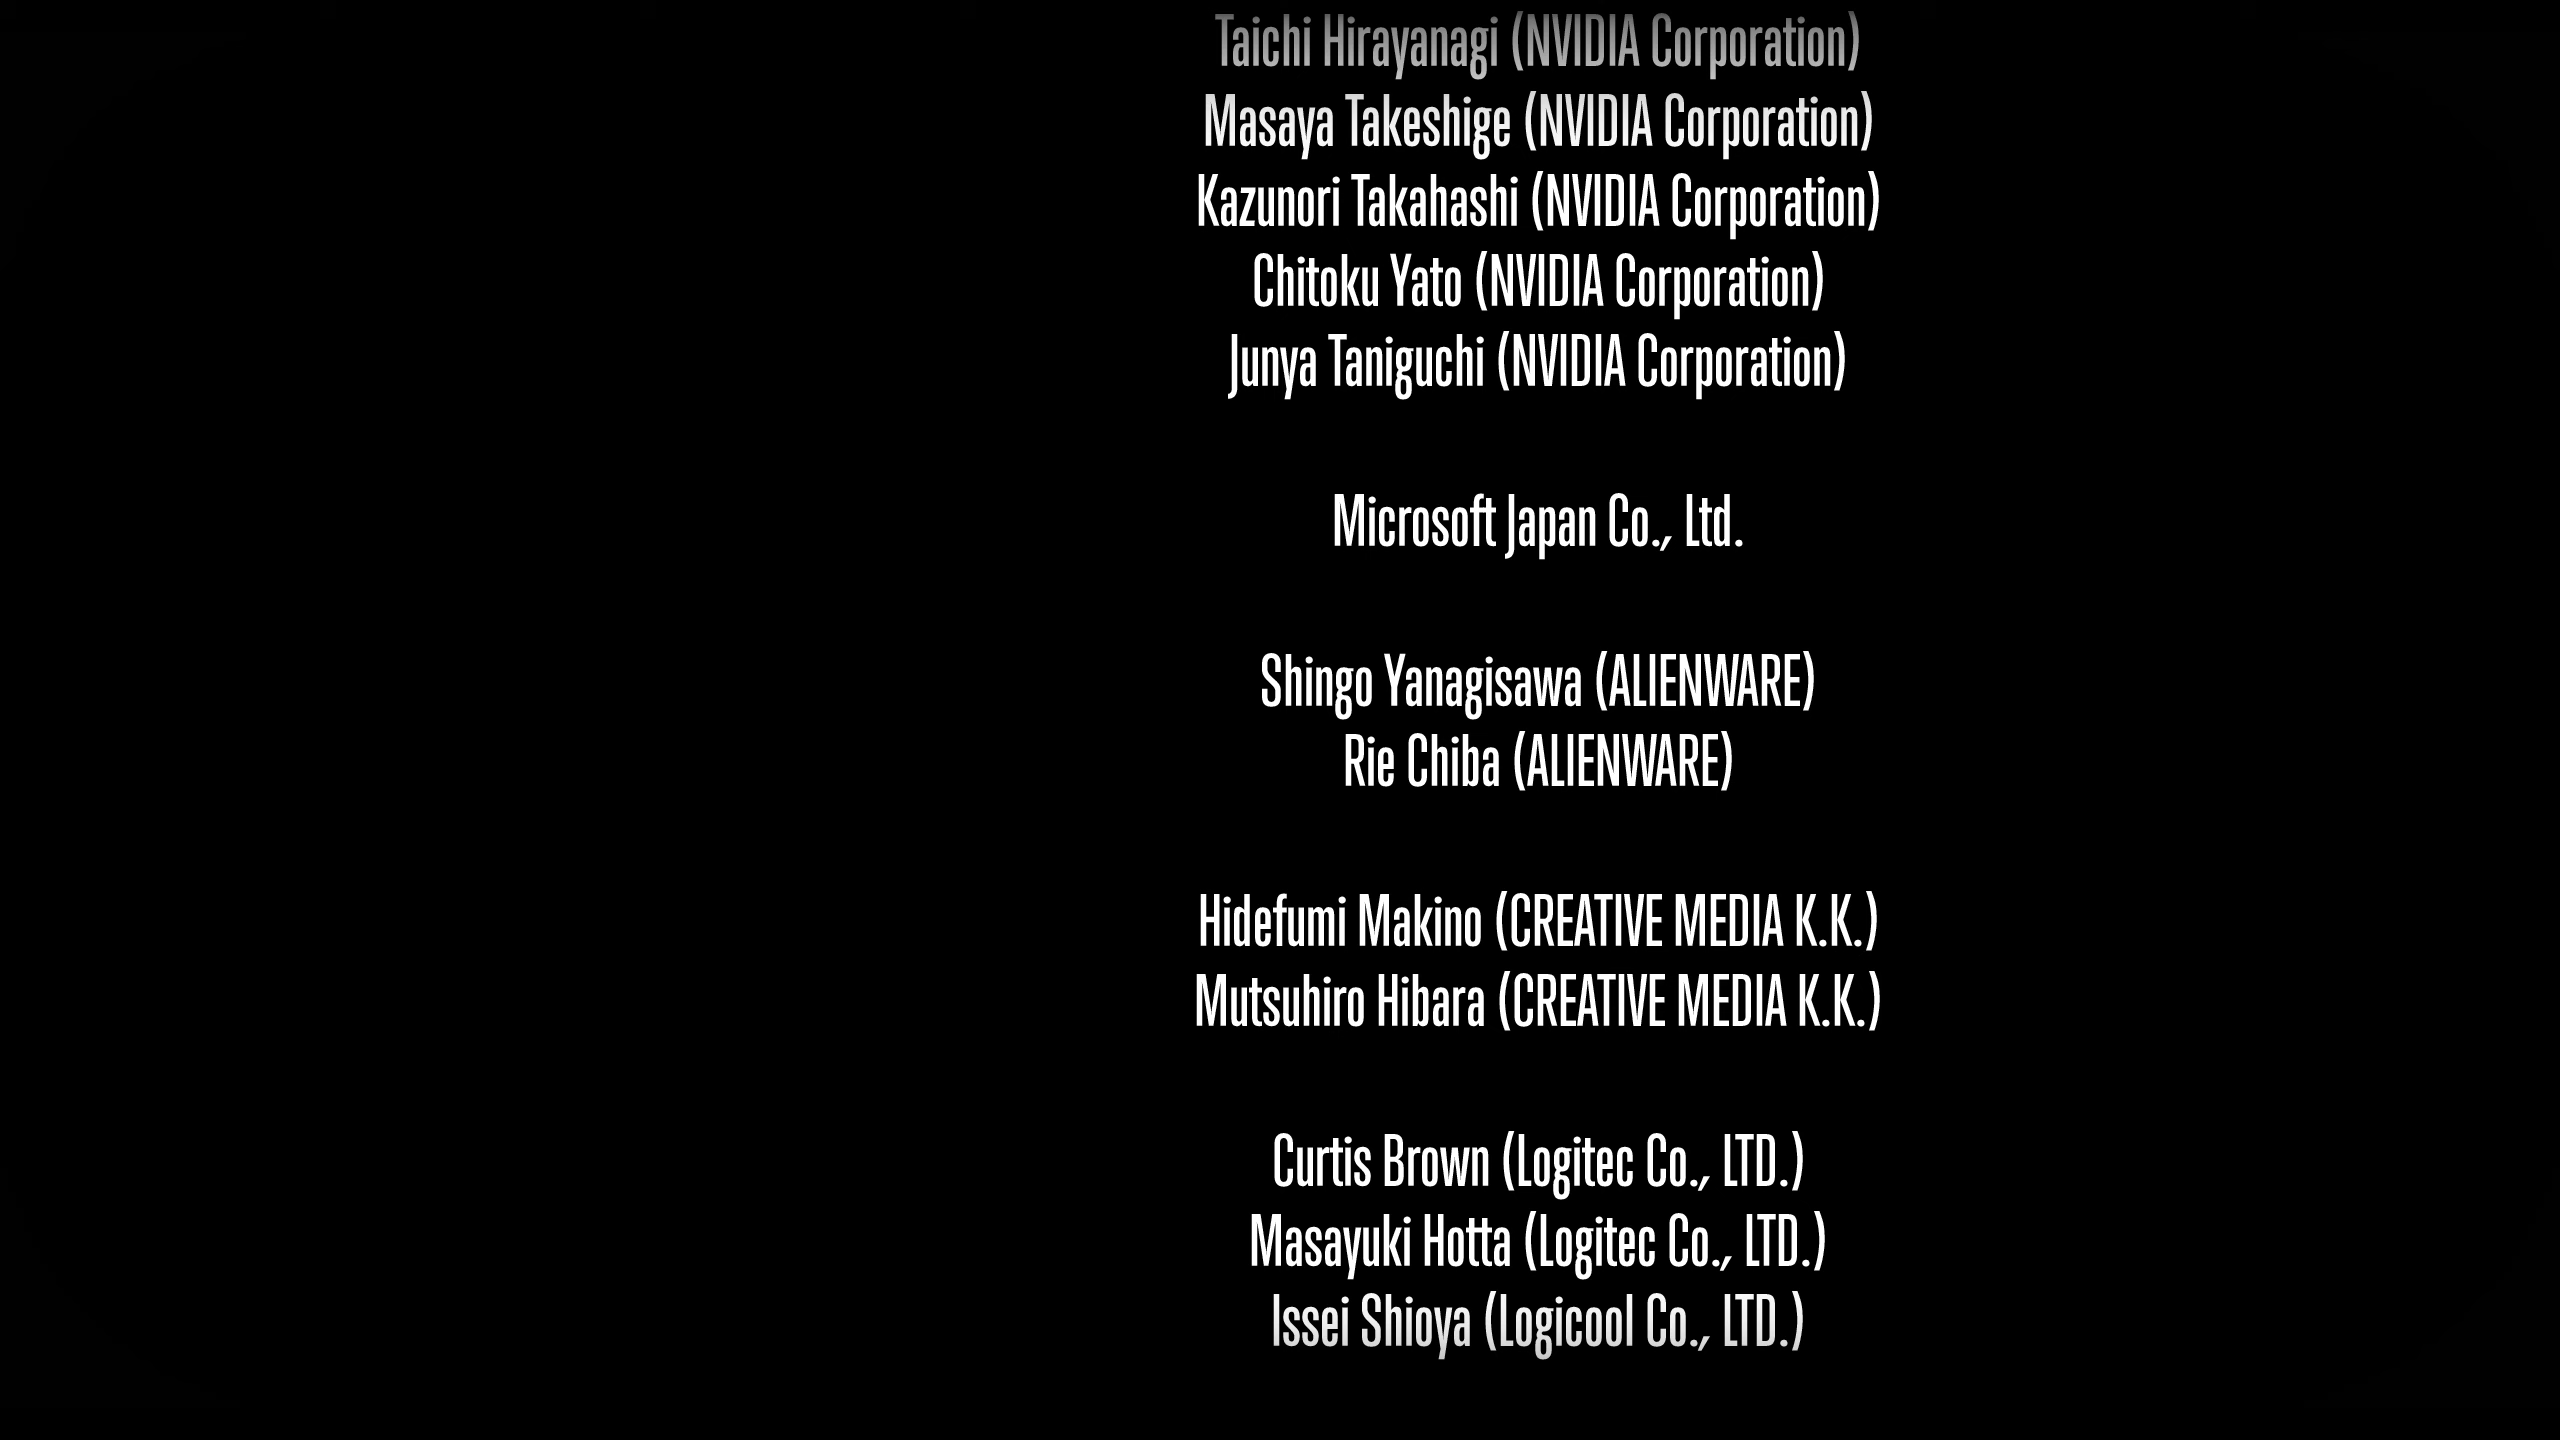 Taichi Hirayanagi (NVIDIA Corporation)
Masaya Takeshige (NVIDIA Corporation)
Kazunori Takahashi (NVIDIA Corporation)
Chitoku Yato (NVIDIA Corporation)
Junya Taniguchi (NVIDIA Corporation)
Microsoft Japan Co., Ltd.
Shingo Yanagisawa (ALIENWARE)
Rie Chiba (ALIENWARE)
Hidefumi Makino (CREATIVE MEDIA K.K.)
Mutsuhiro Hibara (CREATIVE MEDIA K.K.)
Curtis Brown (Logitec Co., LTD.)
Masayuki Hotta (Logitec Co., LTD.)
Issei Shioya (Logicool Co., LTD.)